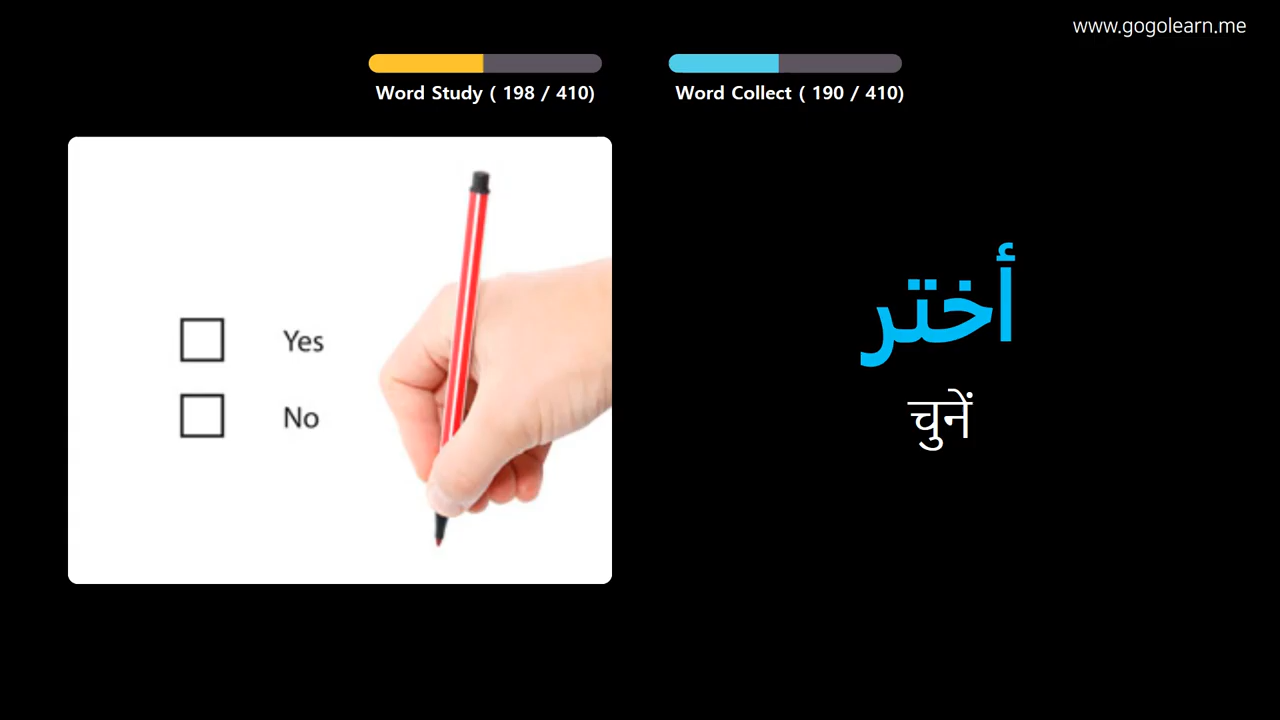 www.gogolearn.me
Word Study ( 198 / 410)
Word Collect ( 190 / 410)
Yes
No
أختر
चुनें